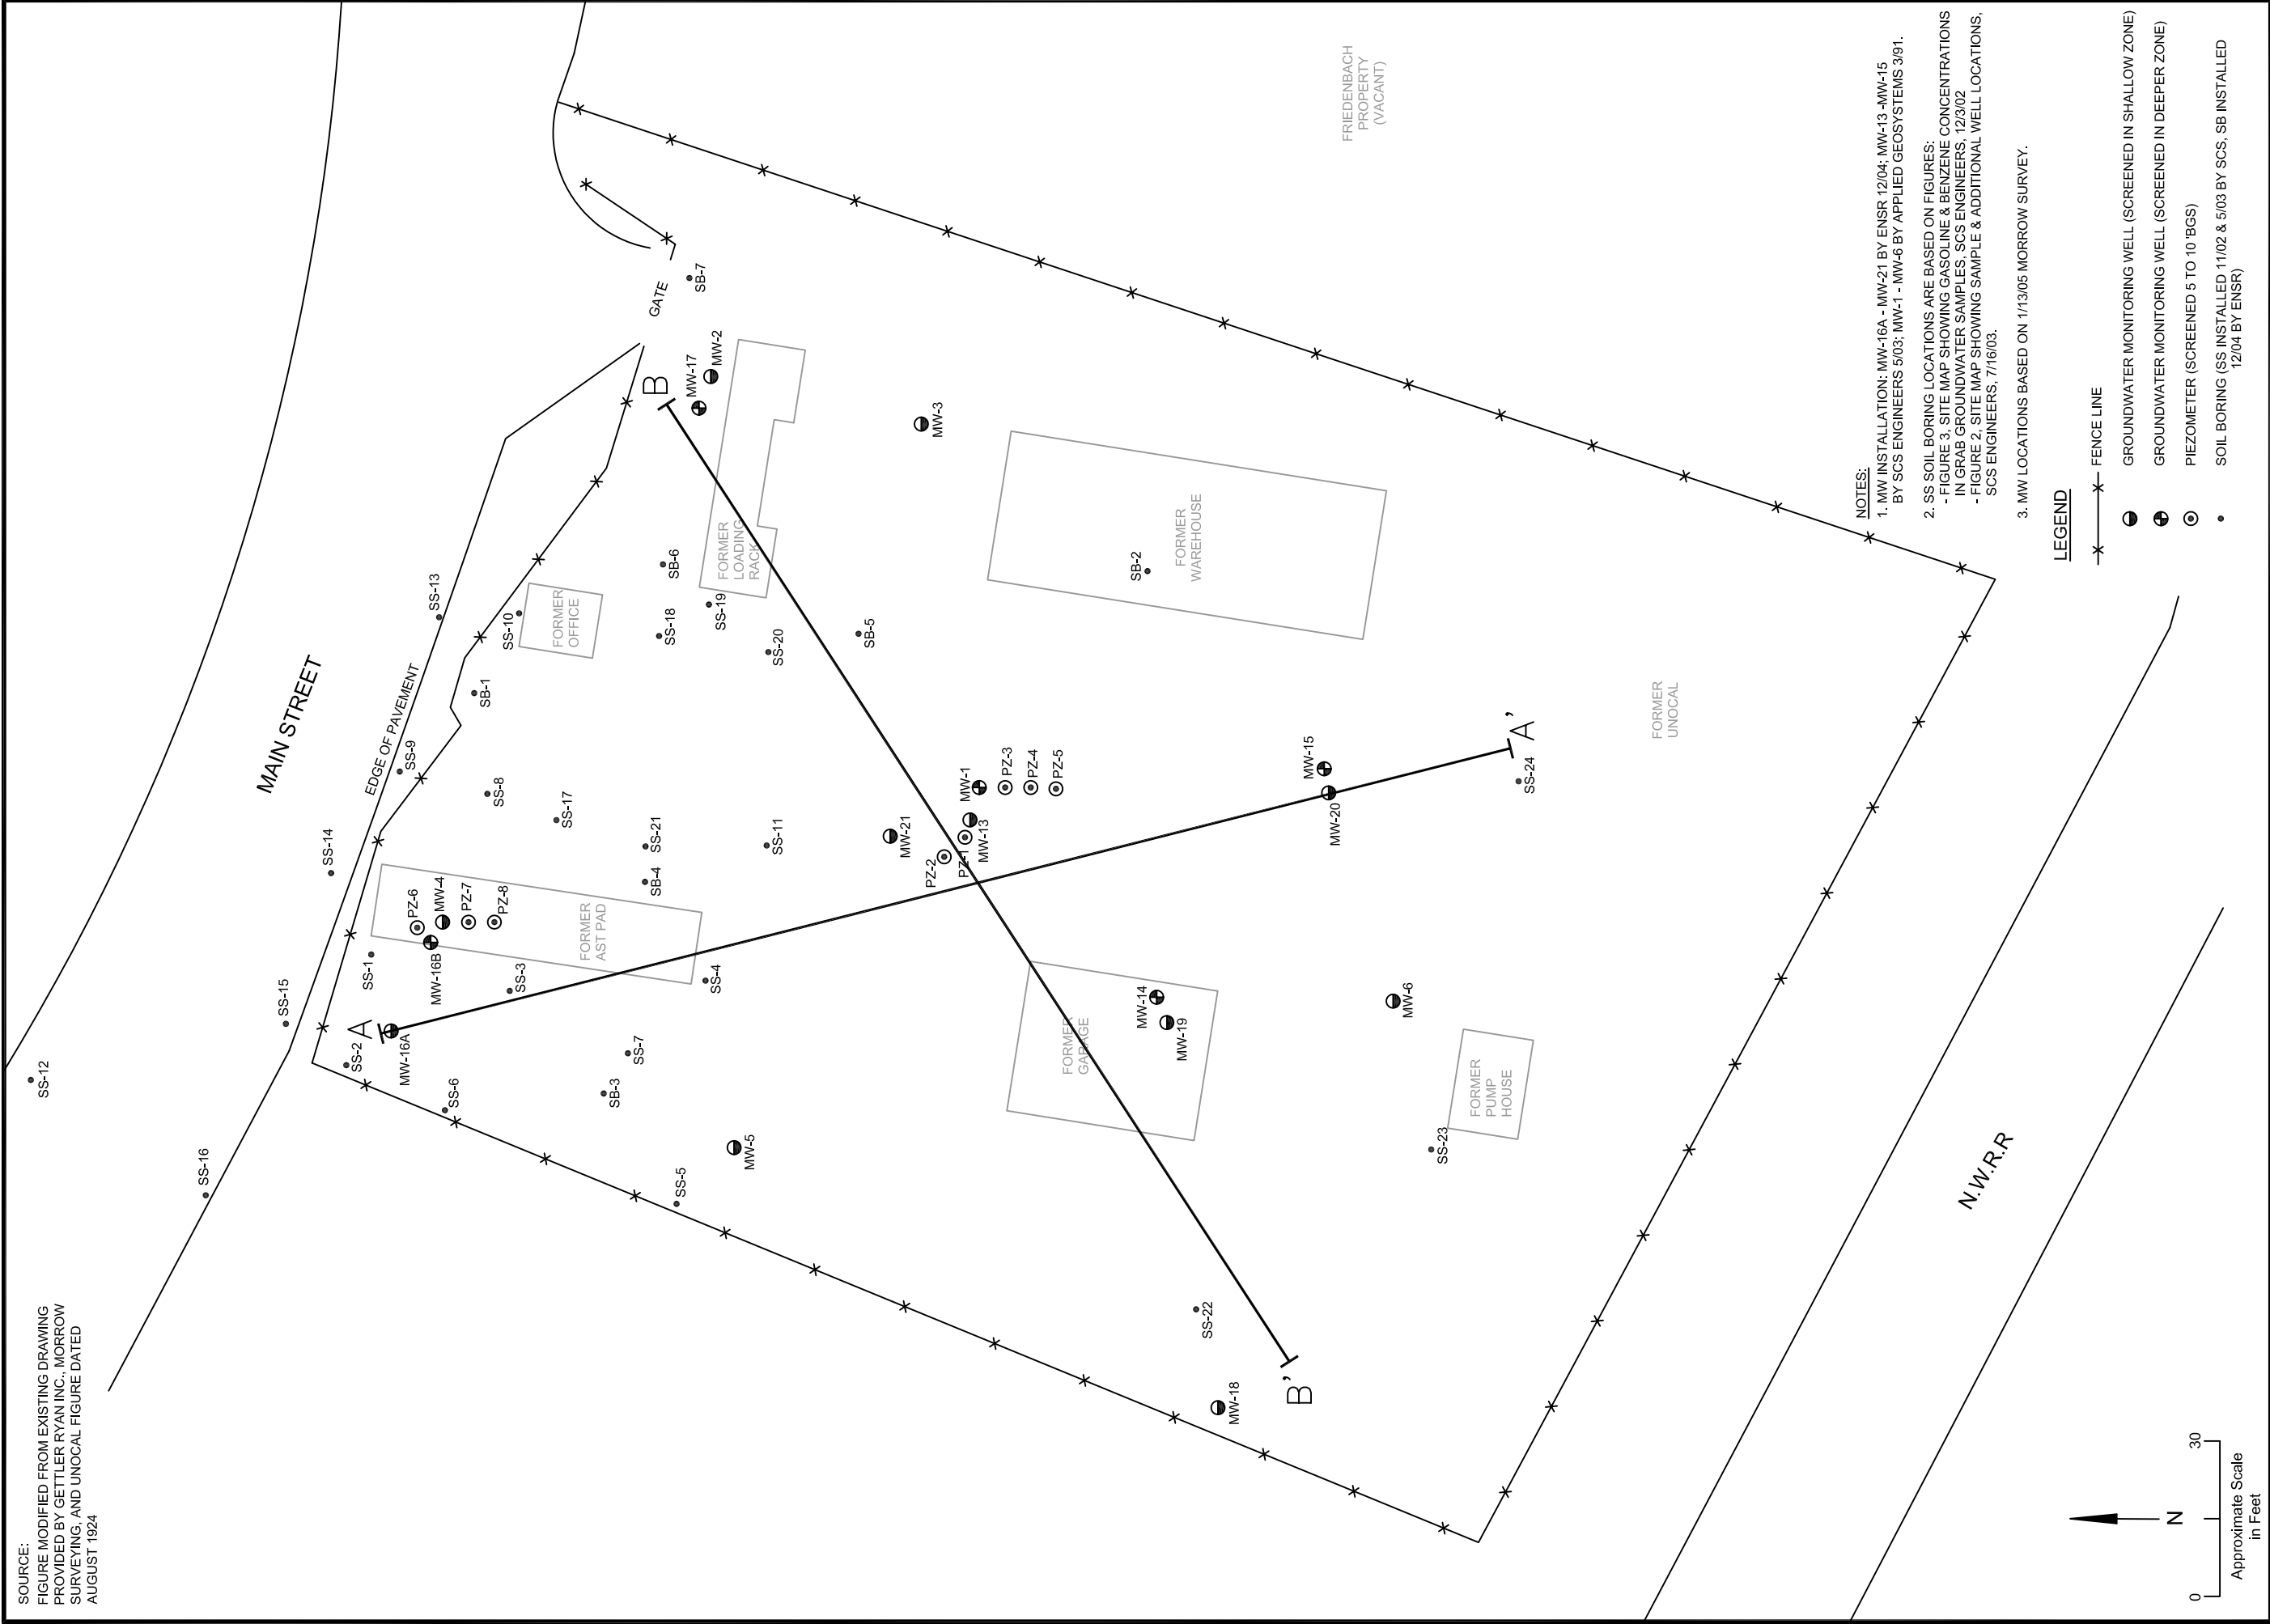 SOURCE:
FIGURE MODIFIED FROM EXISTING DRAWING
PROVIDED BY GETTLER RYAN INC., MORROW
SURVEYING, AND UNOCAL FIGURE DATED
AUGUST 1924
SS-12
SS-16
SS-15
SS-14
MAIN STREET
EDGE OF PAVEMENT
SS-13
SS-9
SS-2
A
MW-16A
SS-1
SS-6
MW-16B
PZ-6
MW-4
PZ-7
PZ-8
SS-3
FORMER
AST PAD
SS-8
SS-17
SB-1
SS-10
FORMER
OFFICE
SB-3
SS-7
SS-5
MW-5
SS-4
SB-4
SS-21
SS-11
SS-18
SB-6
SS-19
SS-20
SB-5
FORMER
LOADING
RACK
B
MW-17
MW-2
GATE
SB-7
MW-3
MW-21
PZ-2
PZ-1
MW-13
MW-1
PZ-3
PZ-4
PZ-5
FORMER
GARAGE
MW-14
MW-19
SB-2
FORMER
WAREHOUSE
FRIEDENBACH
PROPERTY
(VACANT)
SS-22
MW-18
B'
MW-6
MW-15
MW-20
SS-23
FORMER
PUMP
HOUSE
A'
SS-24
FORMER
UNOCAL
N.W.R.R
NOTES:
1. MW INSTALLATION: MW-16A - MW-21 BY ENSR 12/04; MW-13 -MW-15
BY SCS ENGINEERS 5/03; MW-1 - MW-6 BY APPLIED GEOSYSTEMS 3/91.
2. SS SOIL BORING LOCATIONS ARE BASED ON FIGURES:
- FIGURE 3, SITE MAP SHOWING GASOLINE & BENZENE CONCENTRATIONS
IN GRAB GROUNDWATER SAMPLES, SCS ENGINEERS, 12/3/02
- FIGURE 2, SITE MAP SHOWING SAMPLE & ADDITIONAL WELL LOCATIONS,
SCS ENGINEERS, 7/16/03.
3. MW LOCATIONS BASED ON 1/13/05 MORROW SURVEY.
LEGEND
FENCE LINE
GROUNDWATER MONITORING WELL (SCREENED IN SHALLOW ZONE)
GROUNDWATER MONITORING WELL (SCREENED IN DEEPER ZONE)
PIEZOMETER (SCREENED 5 TO 10 'BGS)
SOIL BORING (SS INSTALLED 11/02 & 5/03 BY SCS, SB INSTALLED
12/04 BY ENSR)
N
0 30
Approximate Scale
in Feet